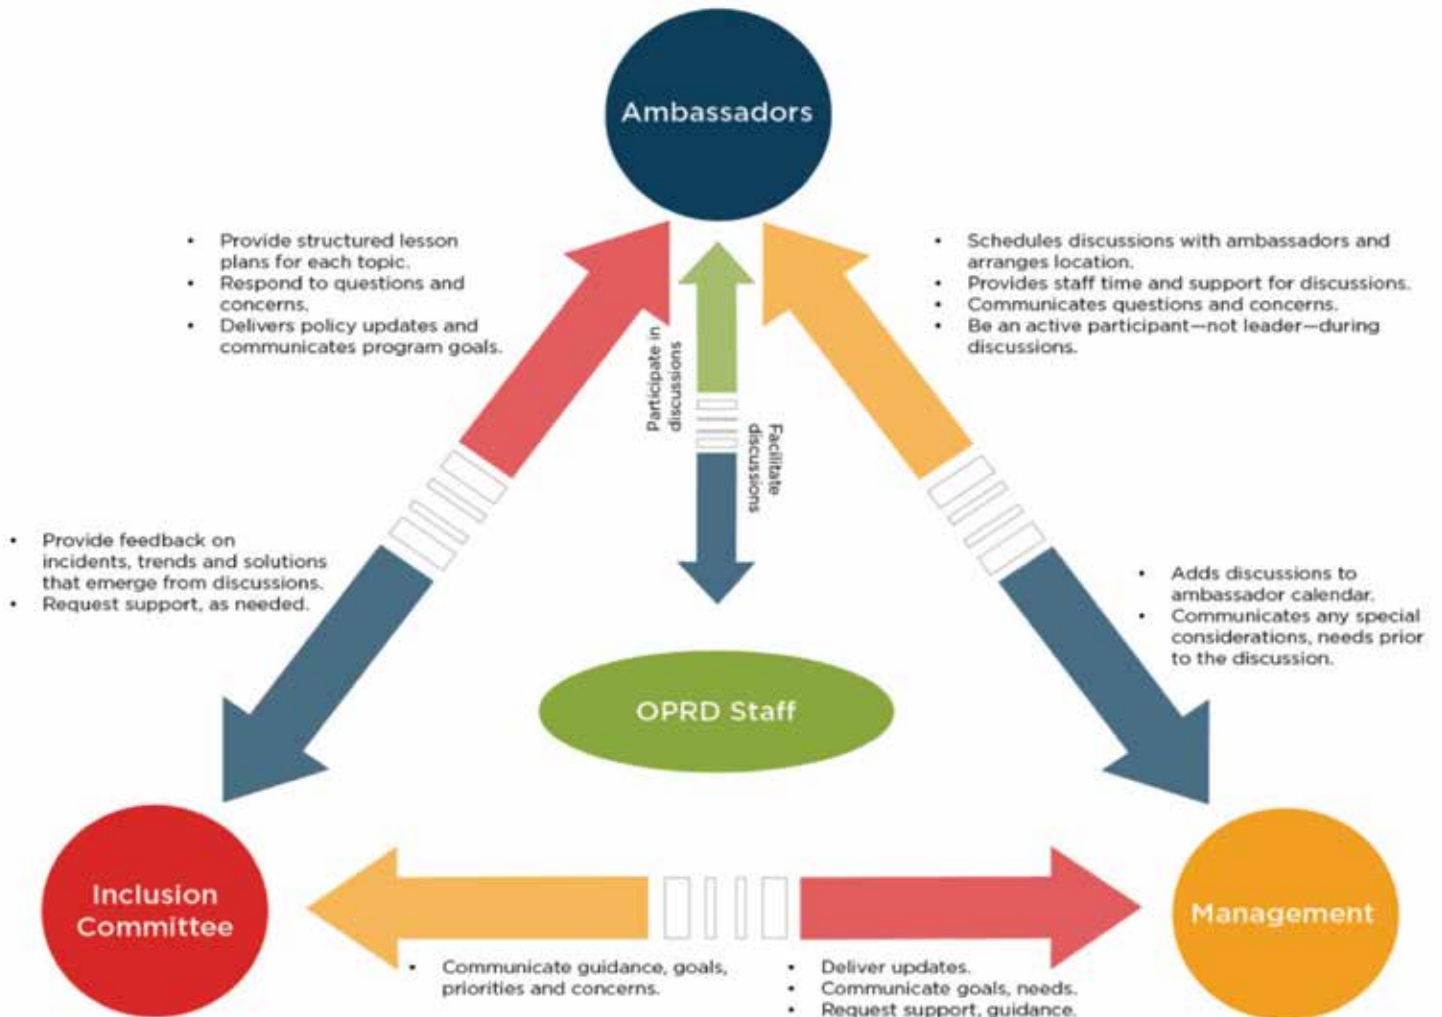 Ambassadors
• Provide structured lesson
plans for each topic.
• Respond to questions and
concerns.
• Delivers policy updates and
communicates program goals.
• Schedules discussions with ambassadors and
arranges location.
• Provides staff time and support for discussions.
• Communicates questions and concerns.
• Be an active participant—not leader—during
discussions.
Participate in
discussions
Facilitate
discussions
• Provide feedback on
incidents, trends and solutions
that emerge from discussions.
• Request support, as needed.
• Adds discussions to
ambassador calendar.
• Communicates any special
considerations, needs prior
to the discussion.
OPRD Staff
Inclusion
Committee
Management
• Communicate guidance, goals,
priorities and concerns.
• Deliver updates.
• Communicate goals, needs.
• Request support, guidance.